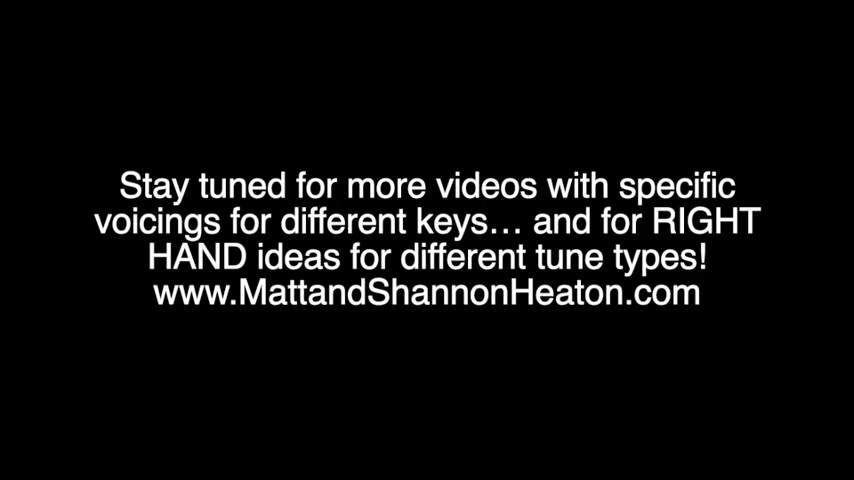 Stay tuned for more videos with specific
voicings for different keys… and for RIGHT
HAND ideas for different tune types!
www.MattandShannonHeaton.com